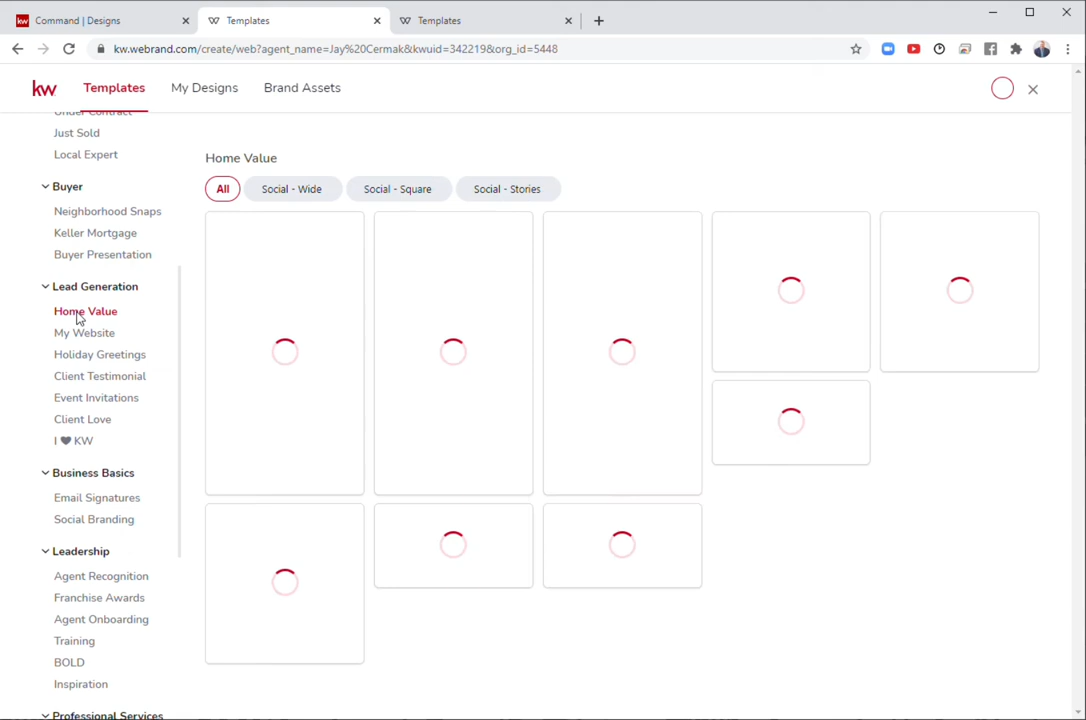 kw Command | Designs
Templates
Templates
kw.webrand.com/create/web?agent_name=Jay%20Cermak&kwuid=342219&org_id=5448
kw
Templates
My Designs
Brand Assets
Under Contract
Just Sold
Local Expert
Buyer
Neighborhood Snaps
Keller Mortgage
Buyer Presentation
Lead Generation
Home Value
My Website
Holiday Greetings
Client Testimonial
Event Invitations
Client Love
I ♥ KW
Business Basics
Email Signatures
Social Branding
Leadership
Agent Recognition
Franchise Awards
Agent Onboarding
Training
BOLD
Inspiration
Professional Services
Home Value
All
Social - Wide
Social - Square
Social - Stories